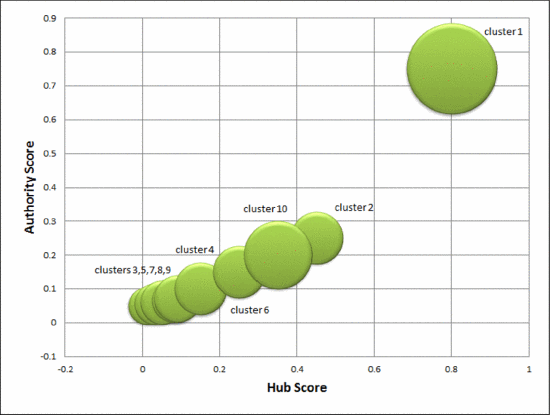 0.9
0.8
0.7
0.6
0.5
0.4
0.3
0.2
0.1
0
-0.1
Authority Score
cluster 1
cluster 2
cluster 10
cluster 4
clusters 3,5,7,8,9
cluster 6
-0.2
0
0.2
0.4
0.6
0.8
1
Hub Score